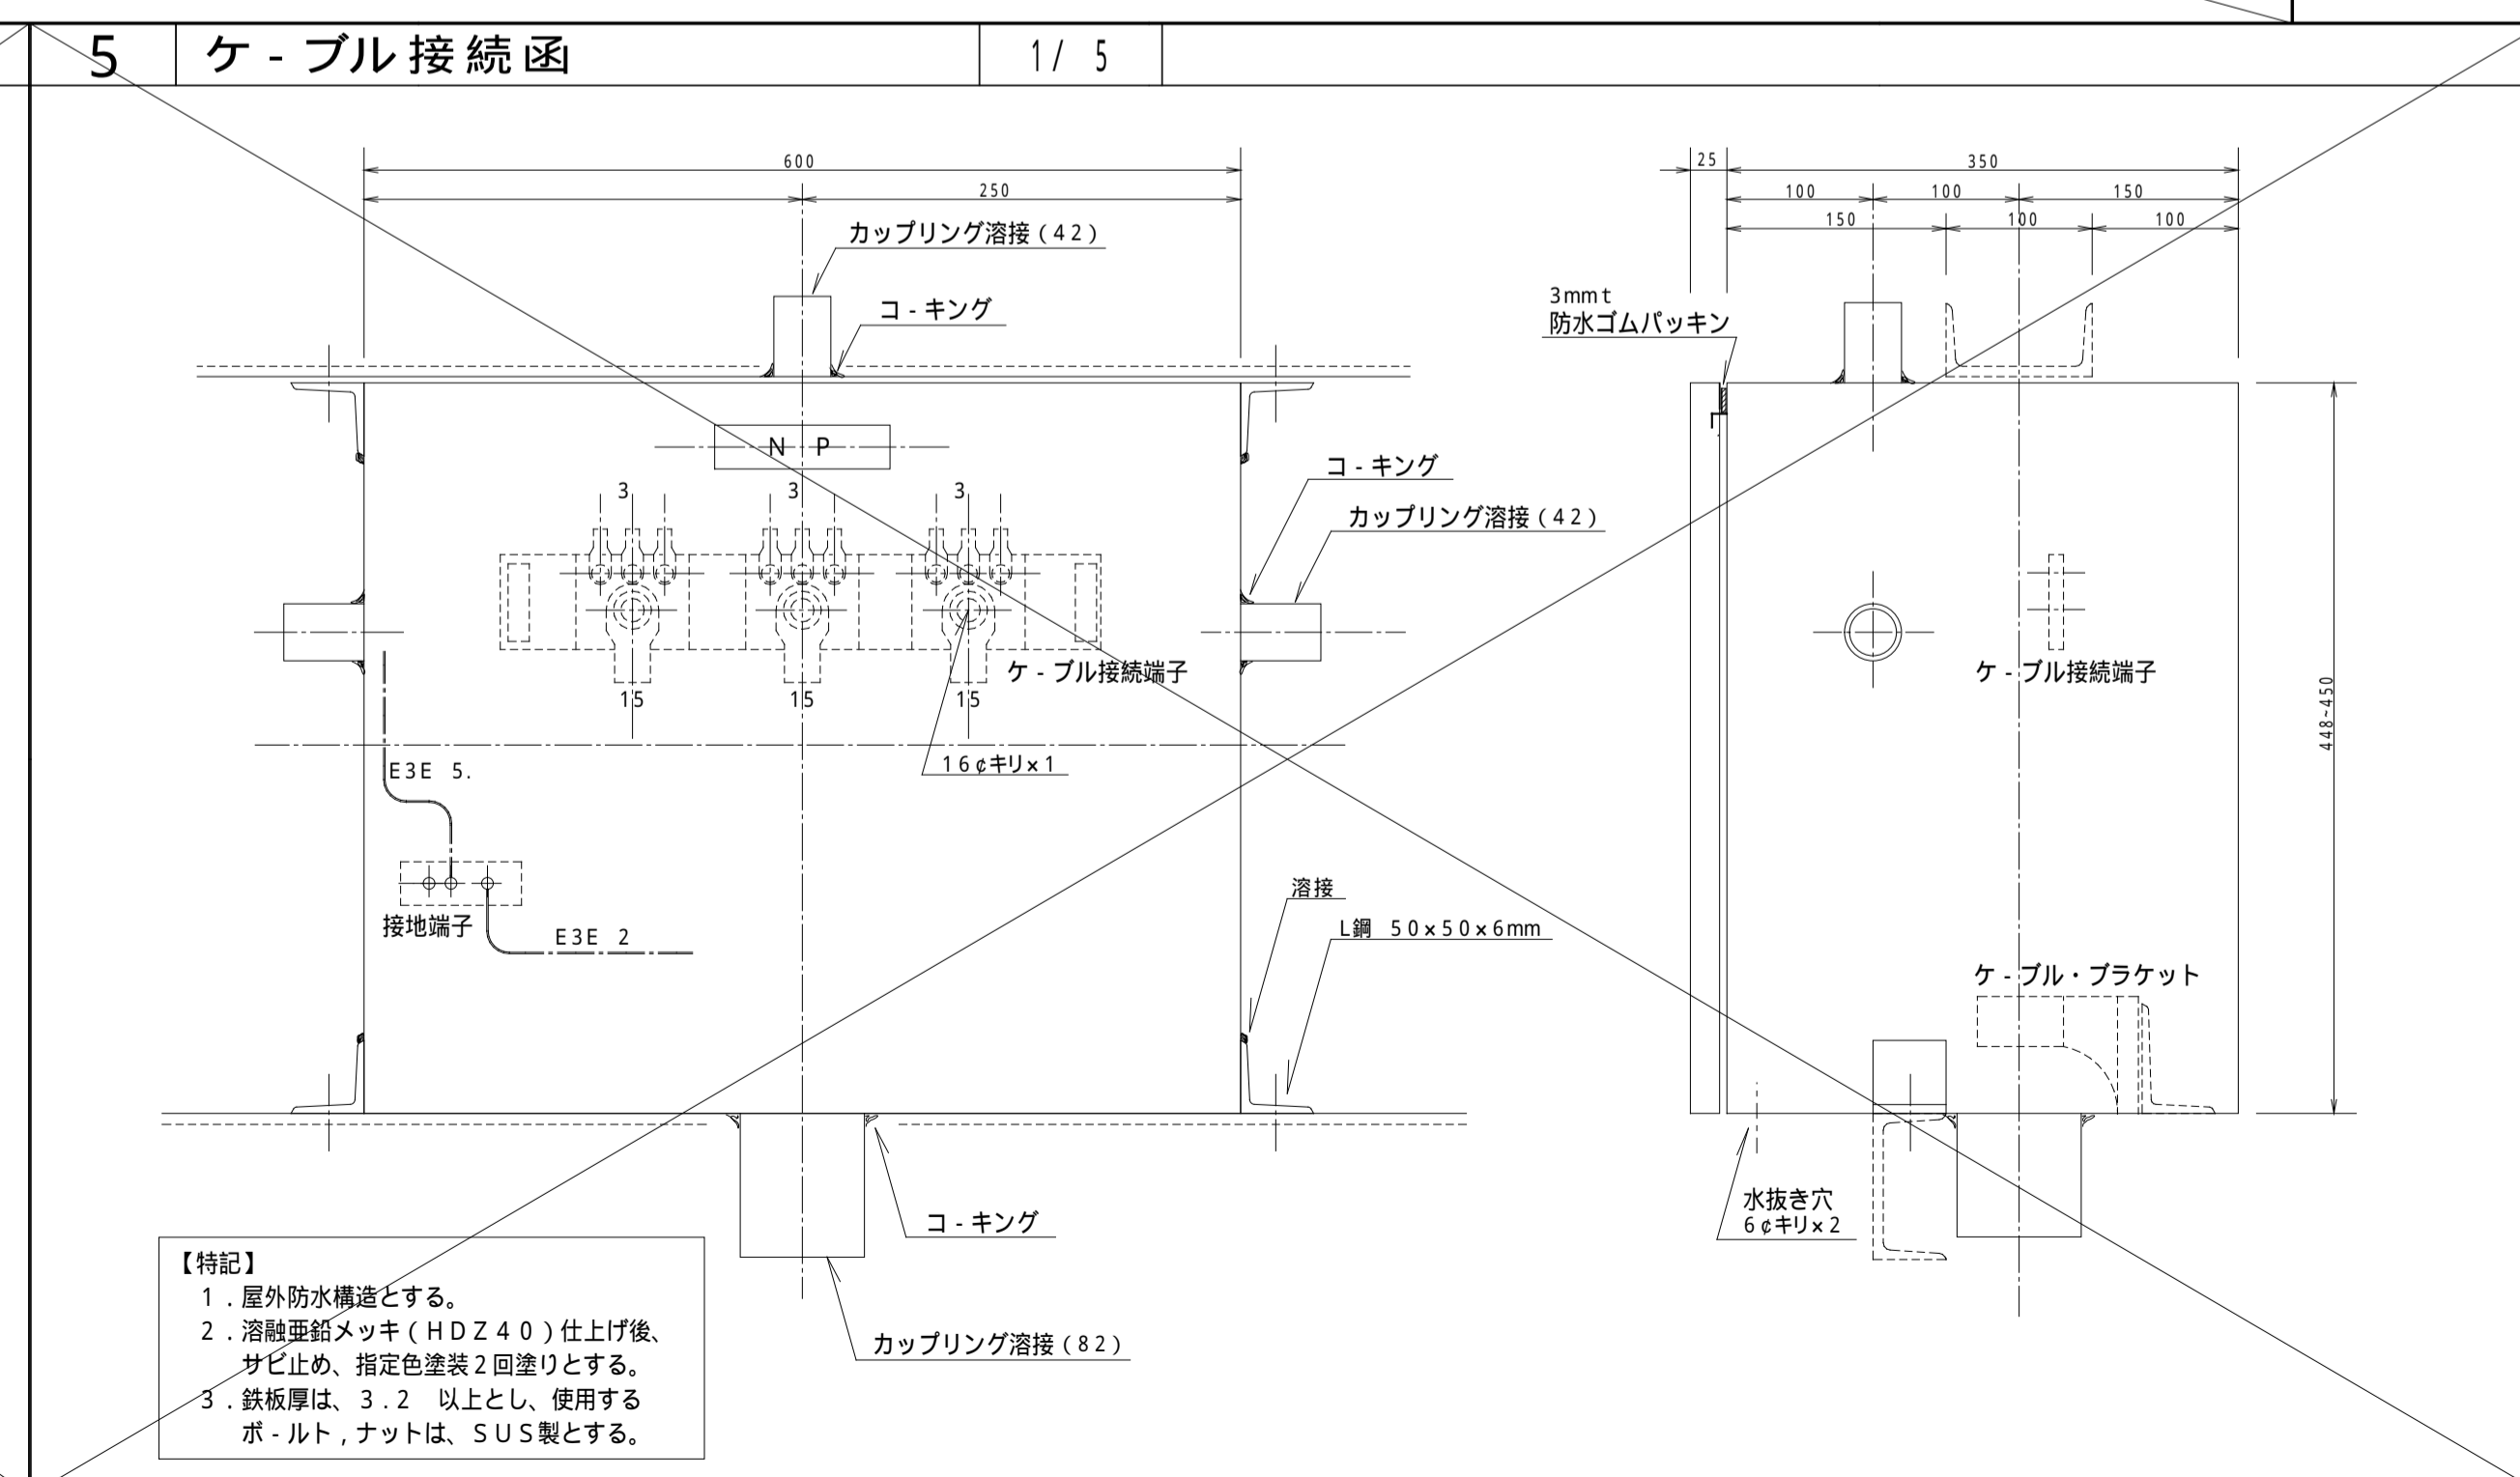 5 ケ-ブル接続函 1/ 5
600
250
カップリング溶接(42)
コ-キング
N P
3 3 3
コ-キング
カップリング溶接(42)
ケ-ブル接続端子
15 15 15
16¢キリ×1
E3E 5.
接地端子
E3E 2
溶接
L鋼 50×50×6mm
コ-キング
カップリング溶接(82)
25 350
100 100 150
150 100 100
3mmt
防水ゴムパッキン
ケ-ブル接続端子
448~450
ケ-ブル・ブラケット
水抜き穴
6¢キリ×2
【特記】
1.屋外防水構造とする。
2.溶融亜鉛メッキ(HDZ40)仕上げ後、
サビ止め、指定色塗装2回塗りとする。
3.鉄板厚は、3.2 以上とし、使用する
ボ-ルト,ナットは、SUS製とする。